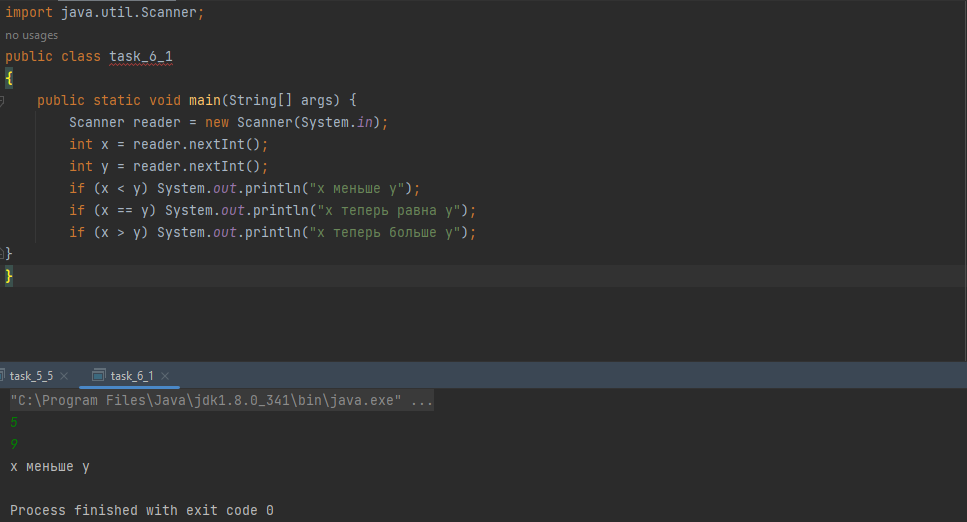 import java.util.Scanner;
no usages
public class task_6_1
{
public static void main(String[] args) {
Scanner reader = new Scanner(System.in);
int x = reader.nextInt();
int y = reader.nextInt();
if (x < y) System.out.println("x меньше y");
if (x == y) System.out.println("x теперь равна y");
if (x > y) System.out.println("x теперь больше y");
}
}
task_5_5 task_6_1
"C:\Program Files\Java\jdk1.8.0_341\bin\java.exe" ...
5
9
x меньше y
Process finished with exit code 0